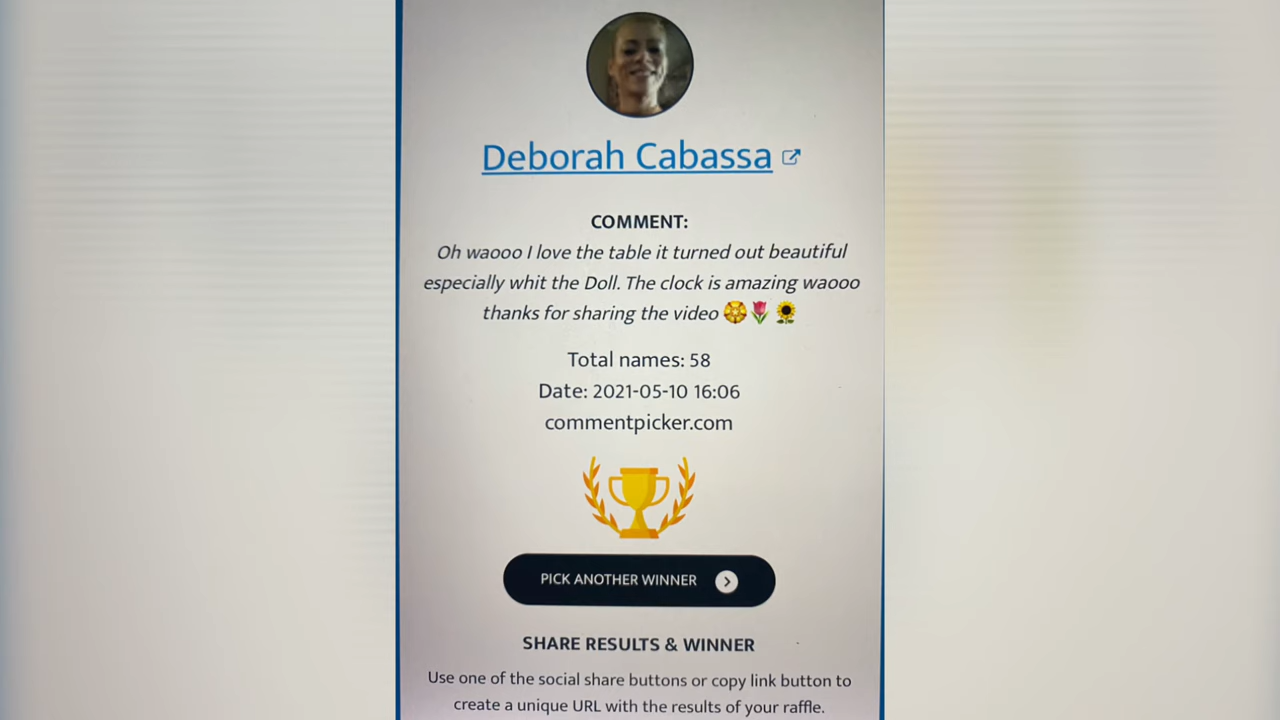 Deborah Cabassa
COMMENT:
Oh waooo I love the table it turned out beautiful
especially whit the Doll. The clock is amazing waooo
thanks for sharing the video 🏵️🌷🌻
Total names: 58
Date: 2021-05-10 16:06
commentpicker.com
PICK ANOTHER WINNER
SHARE RESULTS & WINNER
Use one of the social share buttons or copy link button to
create a unique URL with the results of your raffle.